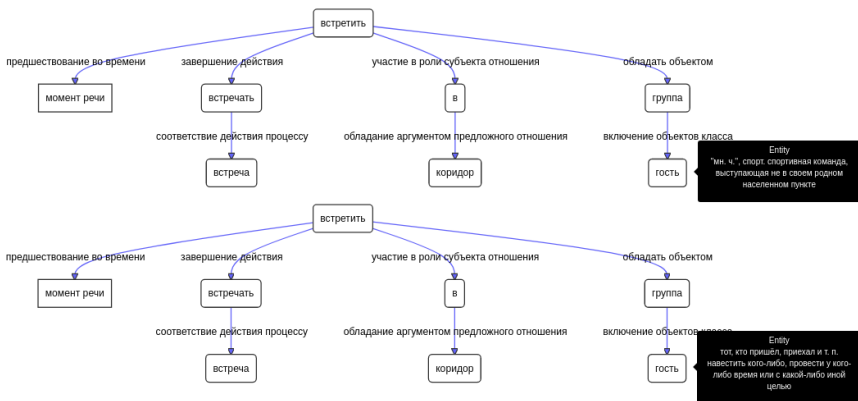 встретить
предшествование во времени завершение действия участие в роли субъекта отношения обладать объектом
момент речи встречать в группа
соответствие действия процессу обладание аргументом предложного отношения включение объектов класса
встреча коридор гость
Entity
"мн. ч.", спорт. спортивная команда,
выступающая не в своем родном
населенном пункте
встретить
предшествование во времени завершение действия участие в роли субъекта отношения обладать объектом
момент речи встречать в группа
соответствие действия процессу обладание аргументом предложного отношения включение объектов класса
встреча коридор гость
Entity
тот, кто пришёл, приехал и т. п.
навестить кого-либо, провести у кого-
либо время или с какой-либо иной
целью